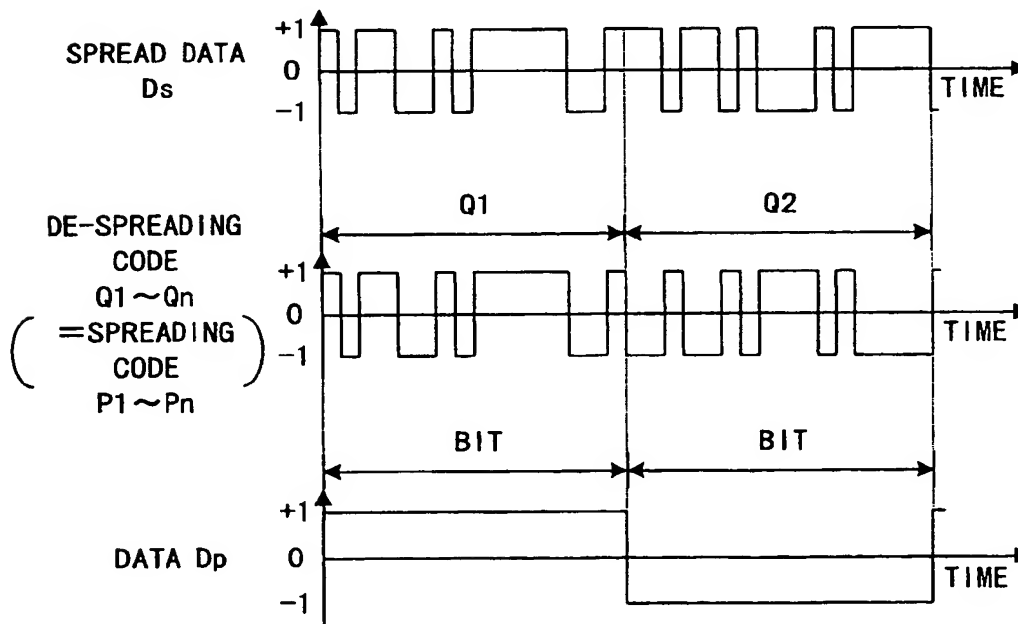 SPREAD DATA
Ds
+1
0
-1
TIME
Q1
Q2
DE-SPREADING
CODE
Q1～Qn
(=SPREADING
CODE
P1～Pn)
+1
0
-1
TIME
BIT
BIT
DATA Dp
+1
0
-1
TIME